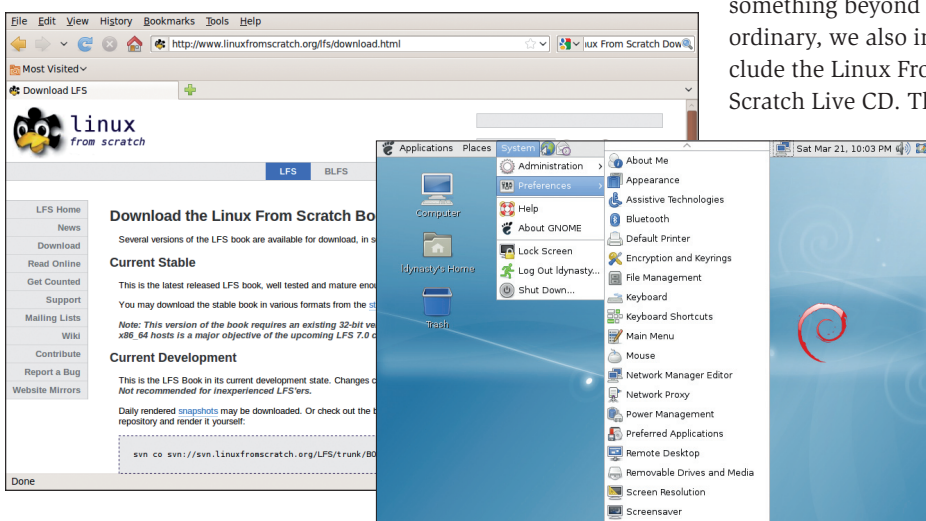 something beyond
ordinary, we also in
clude the Linux Fro
Scratch Live CD. Th
File Edit View History Bookmarks Tools Help
http://www.linuxfromscratch.org/lfs/download.html
ux From Scratch Dow
Most Visited
Download LFS
linux
from scratch
LFS BLFS
LFS Home
News
Download
Read Online
Get Counted
Support
Mailing Lists
Wiki
Contribute
Report a Bug
Website Mirrors
Download the Linux From Scratch Bo
Several versions of the LFS book are available for download, in s
Current Stable
This is the latest released LFS book, well tested and mature enou
You may download the stable book in various formats from the st
Note: This version of the book requires an existing 32-bit ve
x86_64 hosts is a major objective of the upcoming LFS 7.0 
Current Development
This is the LFS Book in its current development state. Changes c
Not recommended for inexperienced LFS'ers.
Daily rendered snapshots may be downloaded. Or check out the b
repository and render it yourself:
svn co svn://svn.linuxfromscratch.org/LFS/trunk/BO
Done
Applications Places System
Sat Mar 21, 10:03 PM
Computer
ldynasty's Home
Trash
Administration
Preferences
Help
About GNOME
Lock Screen
Log Out ldynasty...
Shut Down...
About Me
Appearance
Assistive Technologies
Bluetooth
Default Printer
Encryption and Keyrings
File Management
Keyboard
Keyboard Shortcuts
Main Menu
Mouse
Network Manager Editor
Network Proxy
Power Management
Preferred Applications
Remote Desktop
Removable Drives and Media
Screen Resolution
Screensaver